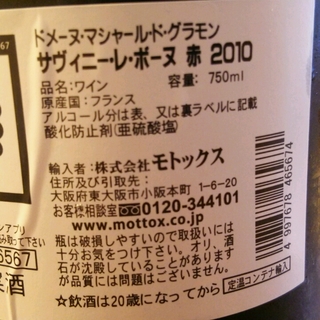 ドメーヌ・マシャール・ド・グラモン
サヴィニー・レ・ボーヌ 赤 2010
品名:ワイン
容量: 750ml
原産国:フランス
アルコール分は表、又は裏ラベルに記載
酸化防止剤(亜硫酸塩)
輸入者:株式会社モトックス
住所及び引取先:
大阪府東大阪市小阪本町 1-6-20
お客様相談室 0120-344101
www.mottox.co.jp
瓶は破損しやすいので取扱いには
十分お気をつけ下さい。オリ、酒
石が沈殿していることがあります
が品質には問題はございません。
☆飲酒は20歳になってから
定温コンテナ輸入
4 997678 465674